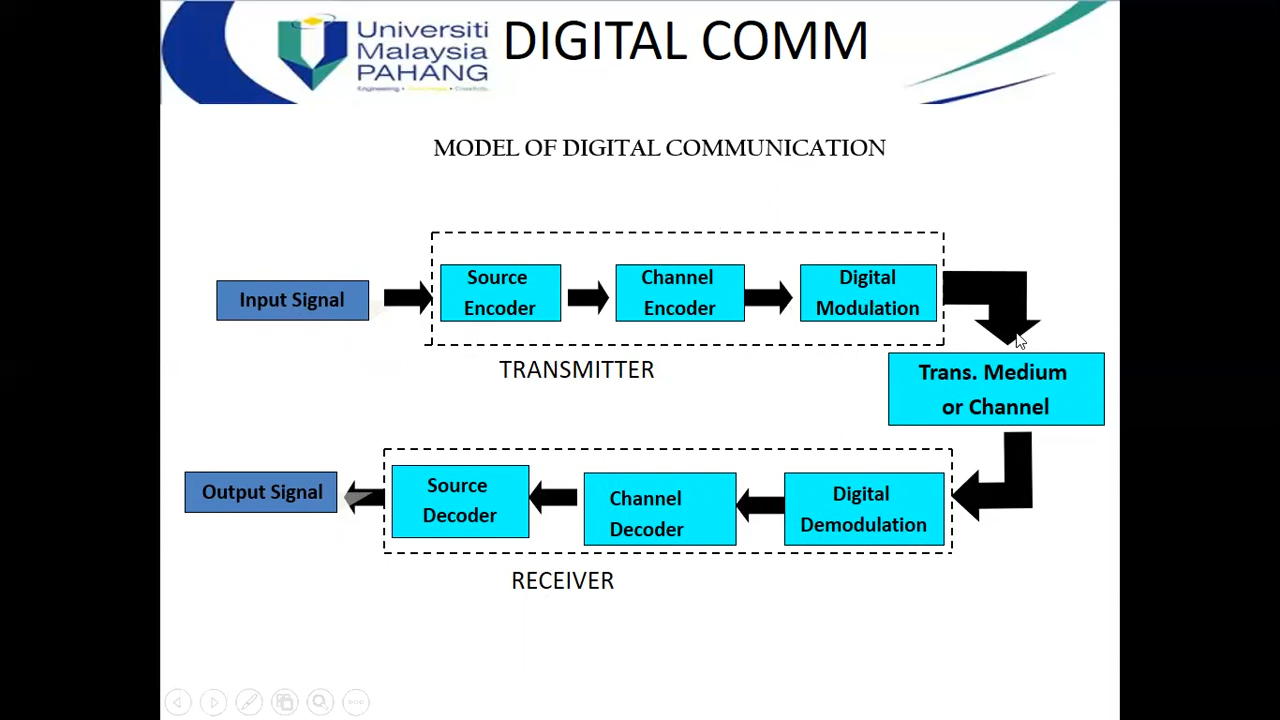 Universiti
Malaysia
PAHANG
DIGITAL COMM
MODEL OF DIGITAL COMMUNICATION
Input Signal
Source
Encoder
Channel
Encoder
Digital
Modulation
TRANSMITTER
Trans. Medium
or Channel
Output Signal
Source
Decoder
Channel
Decoder
Digital
Demodulation
RECEIVER